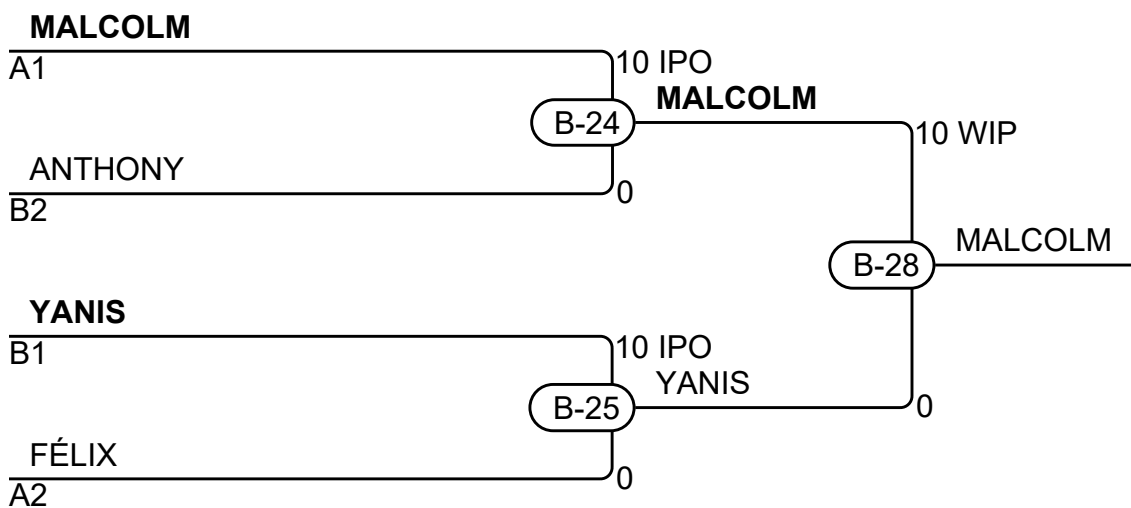 MALCOLM
A1
10 IPO
MALCOLM
B-24
10 WIP
ANTHONY
B2
0
MALCOLM
B-28
YANIS
B1
10 IPO
YANIS
B-25
0
FÉLIX
A2
0